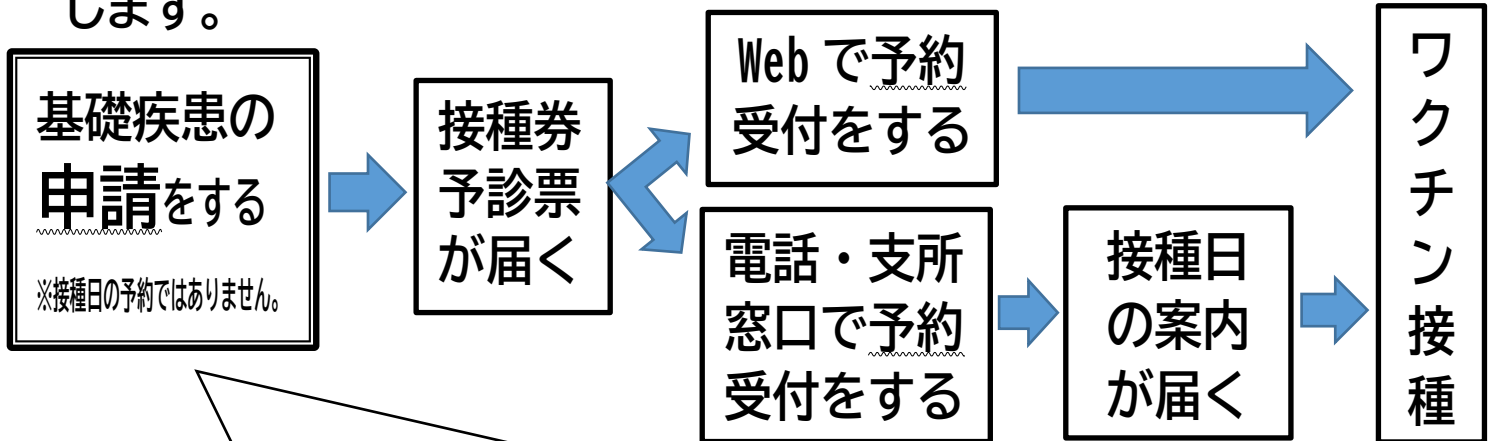 します。
基礎疾患の
申請をする
※接種日の予約ではありません。
接種券
予診票
が届く
Web で予約
受付をする
電話・支所
窓口で予約
受付をする
接種日
の案内
が届く
ワクチン接種